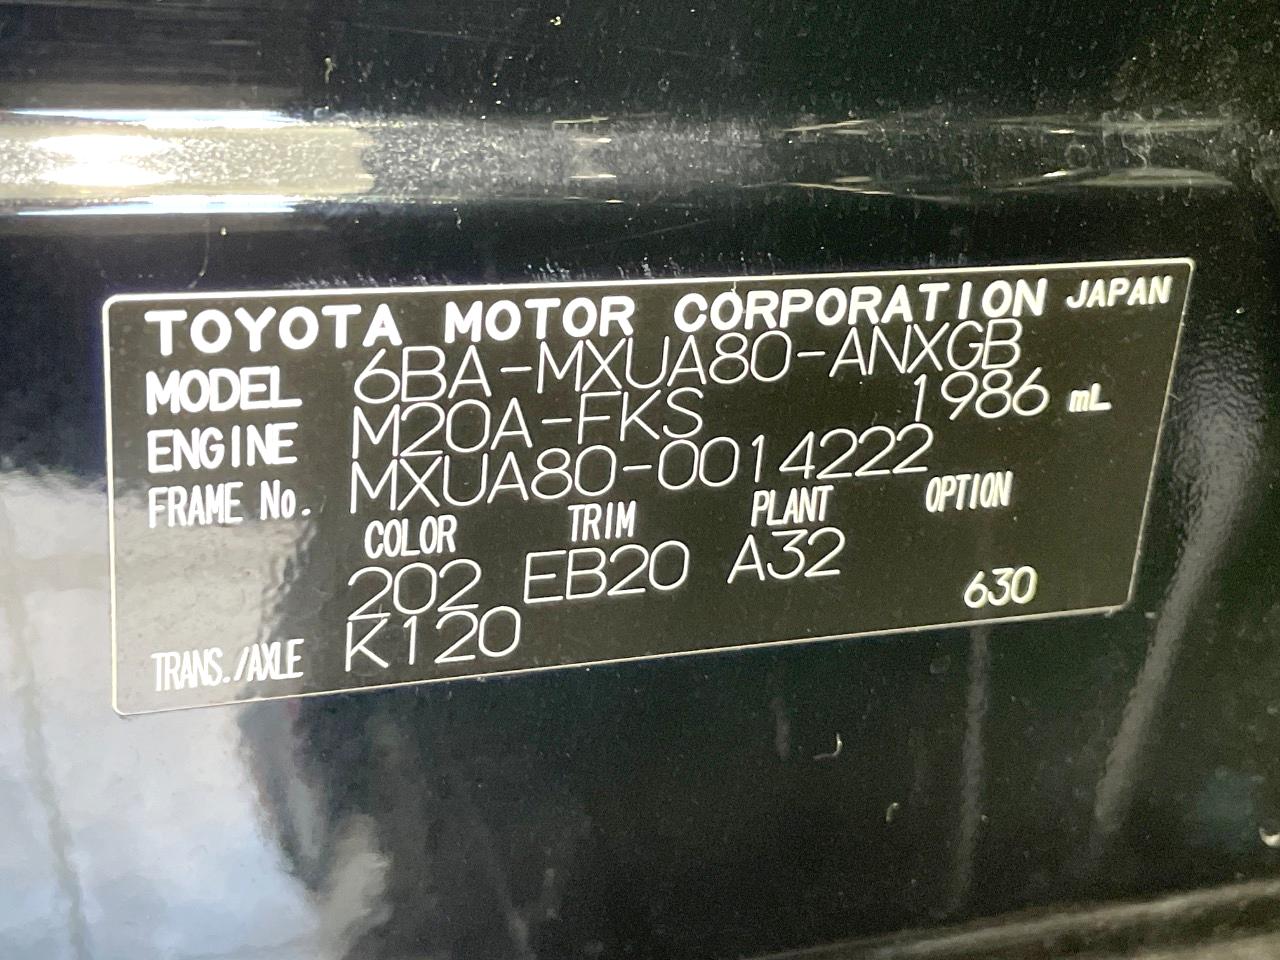 TOYOTA MOTOR CORPORATION JAPAN
MODEL 6BA-MXUA80-ANXGB
ENGINE M20A-FKS 1986 mL
FRAME No. MXUA80-0014222
COLOR TRIM PLANT OPTION
202 EB20 A32
630
TRANS./AXLE K120